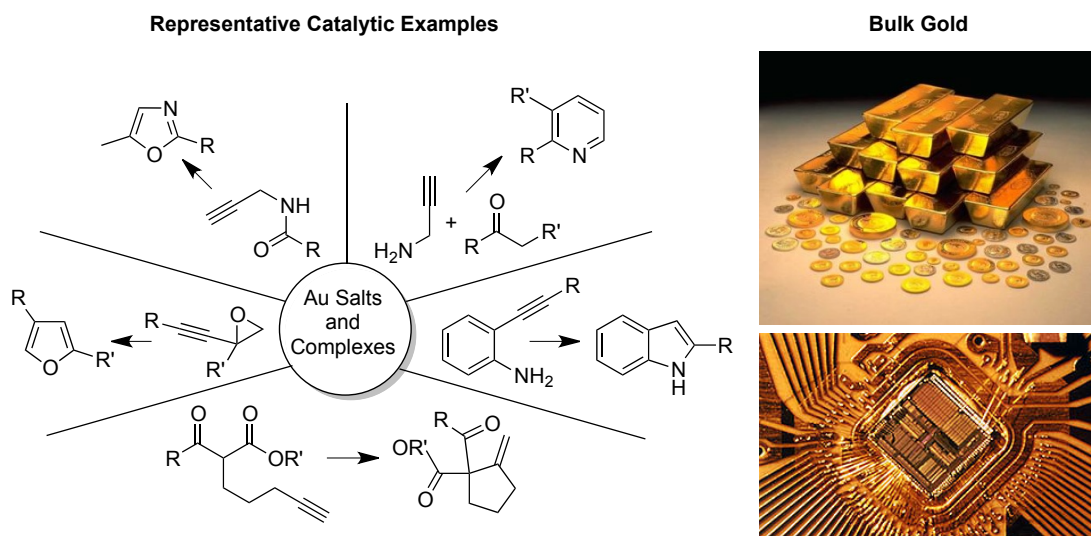 Representative Catalytic Examples
Bulk Gold
N
O
R
R'
R
N
NH
O
R
H2N
+
O
R
R'
R
O
R'
R
O
R'
Au Salts
and
Complexes
R
NH2
N
H
R
O
O
R
OR'
R
O
OR'
O